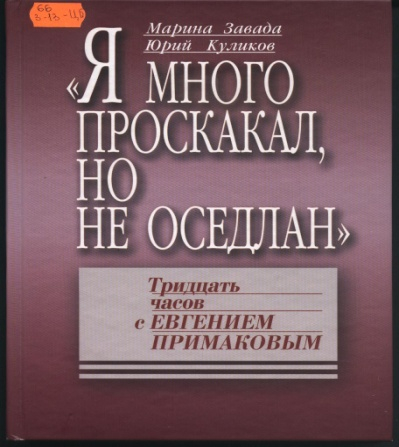 Марина Завада
Юрий Куликов
«Я МНОГО
ПРОСКАКАЛ,
НО
НЕ ОСЕДЛАН»
Тридцать
часов
с ЕВГЕНИЕМ
ПРИМАКОВЫМ